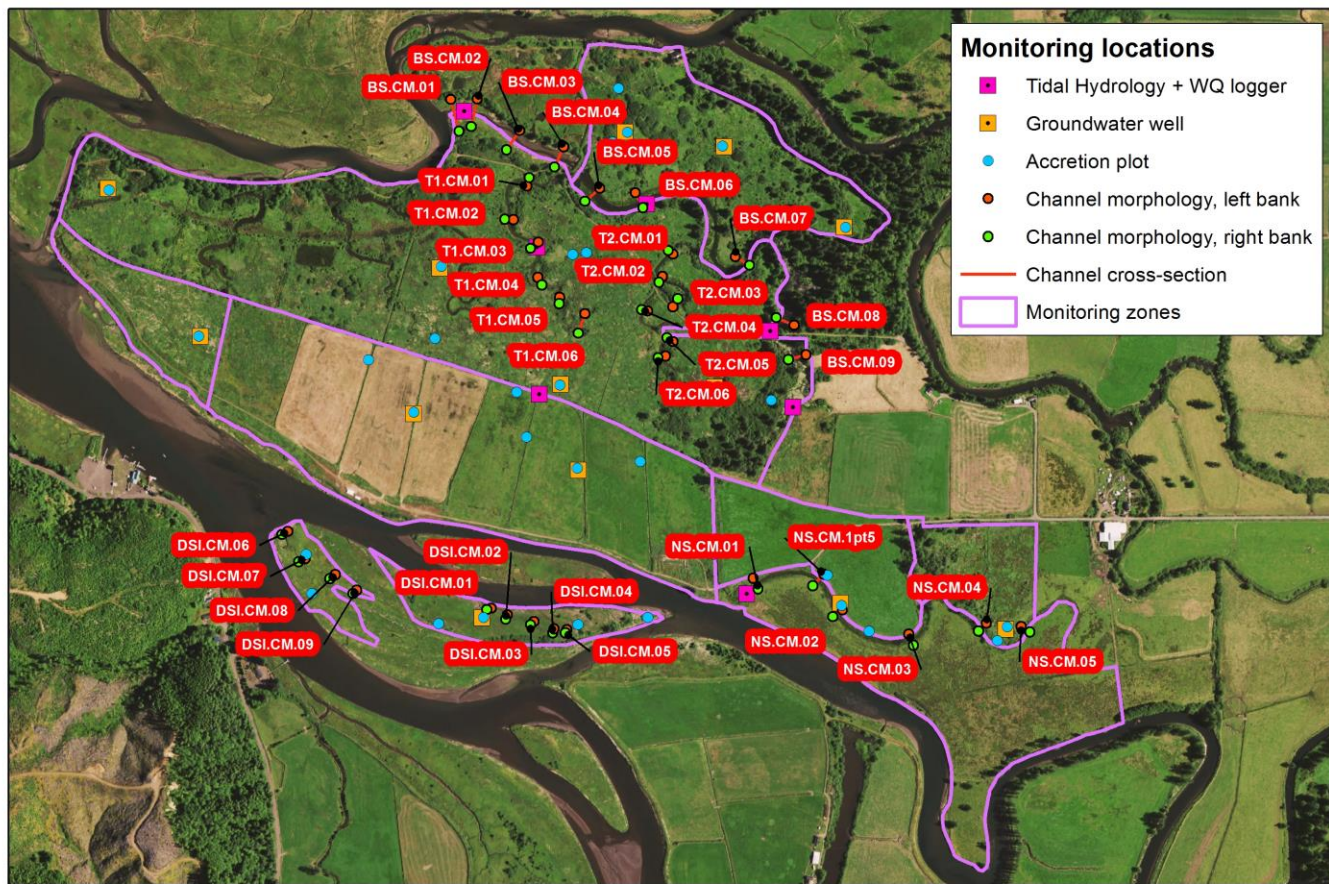 Monitoring locations
Tidal Hydrology + WQ logger
Groundwater well
Accretion plot
Channel morphology, left bank
Channel morphology, right bank
Channel cross-section
Monitoring zones
BS.CM.01
BS.CM.02
BS.CM.03
BS.CM.04
BS.CM.05
BS.CM.06
BS.CM.07
BS.CM.08
BS.CM.09
T1.CM.01
T1.CM.02
T1.CM.03
T1.CM.04
T1.CM.05
T1.CM.06
T2.CM.01
T2.CM.02
T2.CM.03
T2.CM.04
T2.CM.05
T2.CM.06
DSI.CM.06
DSI.CM.07
DSI.CM.08
DSI.CM.09
DSI.CM.02
DSI.CM.01
DSI.CM.04
DSI.CM.03
DSI.CM.05
NS.CM.01
NS.CM.1pt5
NS.CM.02
NS.CM.03
NS.CM.04
NS.CM.05